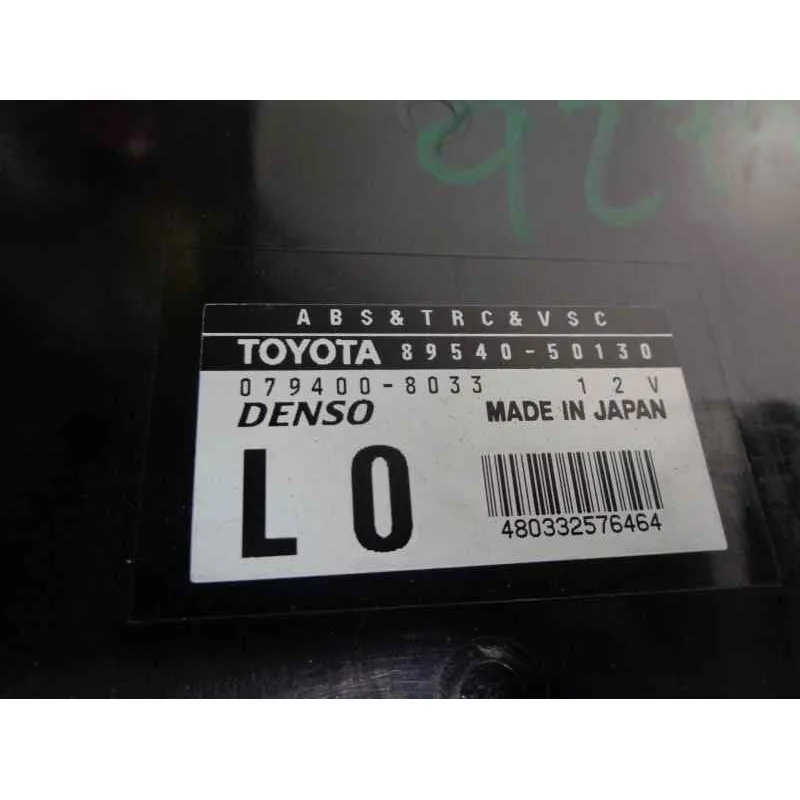 ABS&TRC&VSC
TOYOTA 89540-50130
079400-8033 12V
DENSO MADE IN JAPAN
L0
480332576464